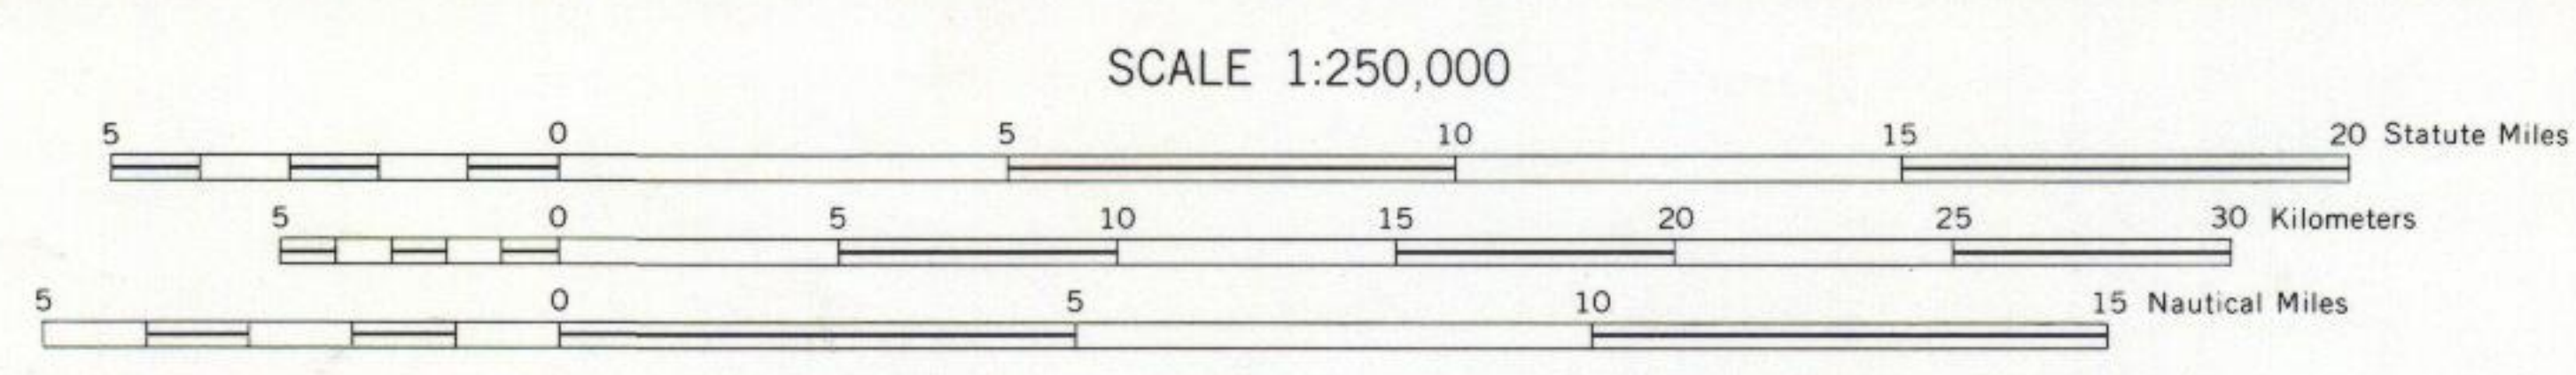 SCALE 1:250,000
5 0 5 10 15 20 Statute Miles
5 0 5 10 15 20 25 30 Kilometers
5 0 5 10 15 Nautical Miles